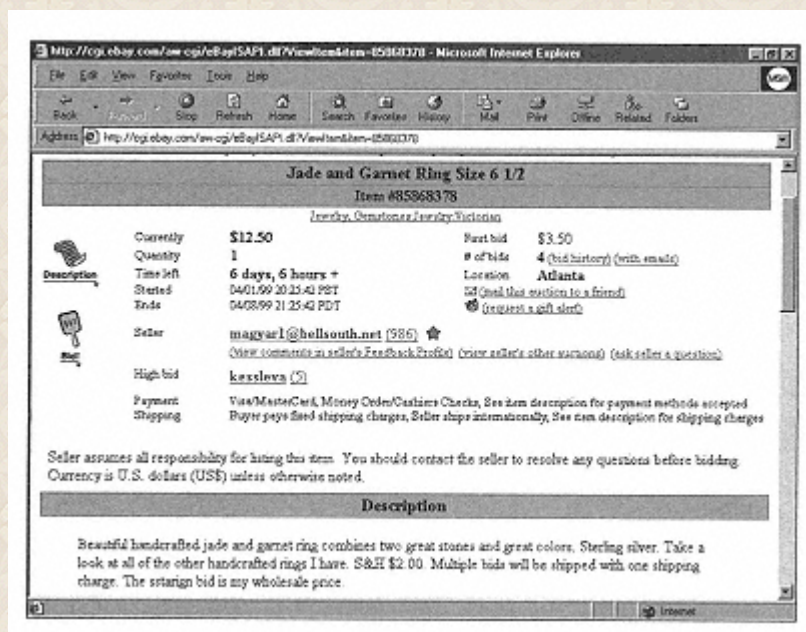 http://cgi.ebay.com/aw-cgi/eBayISAPI.dll?ViewItem&item=85868378 - Microsoft Internet Explorer
File Edit View Favorites Tools Help
Back Forward Stop Refresh Home Search Favorites History Mail Print Offline Related Folders
msn
Address http://cgi.ebay.com/aw-cgi/eBayISAPI.dll?ViewItem&item=85868378
Jade and Garnet Ring Size 6 1/2
Item #85868378
Jewelry, Gemstones:Jewelry:Victorian
Currently $12.50 First bid $3.50
Quantity 1 # of bids 4 (bid history) (with emails)
Time left 6 days, 6 hours + Location Atlanta
Started 04/01/99 20:25:42 PST (mail this auction to a friend)
Ends 04/08/99 21:25:42 PDT (request a gift alert)
Description
Bid!
Seller magyar1@bellsouth.net (986)
(view comments in seller's Feedback Profile) (view seller's other auctions) (ask seller a question)
High bid kessleva (5)
Payment Visa/MasterCard, Money Order/Cashiers Checks, See item description for payment methods accepted
Shipping Buyer pays fixed shipping charges, Seller ships internationally, See item description for shipping charges
Seller assumes all responsibility for listing this item. You should contact the seller to resolve any questions before bidding.
Currency is U.S. dollars (US$) unless otherwise noted.
Description
Beautiful handcrafted jade and garnet ring combines two great stones and great colors. Sterling silver. Take a
look at all of the other handcrafted rings I have. S&H $2.00. Multiple bids will be shipped with one shipping
charge. The sstarign bid is my wholesale price.
Internet